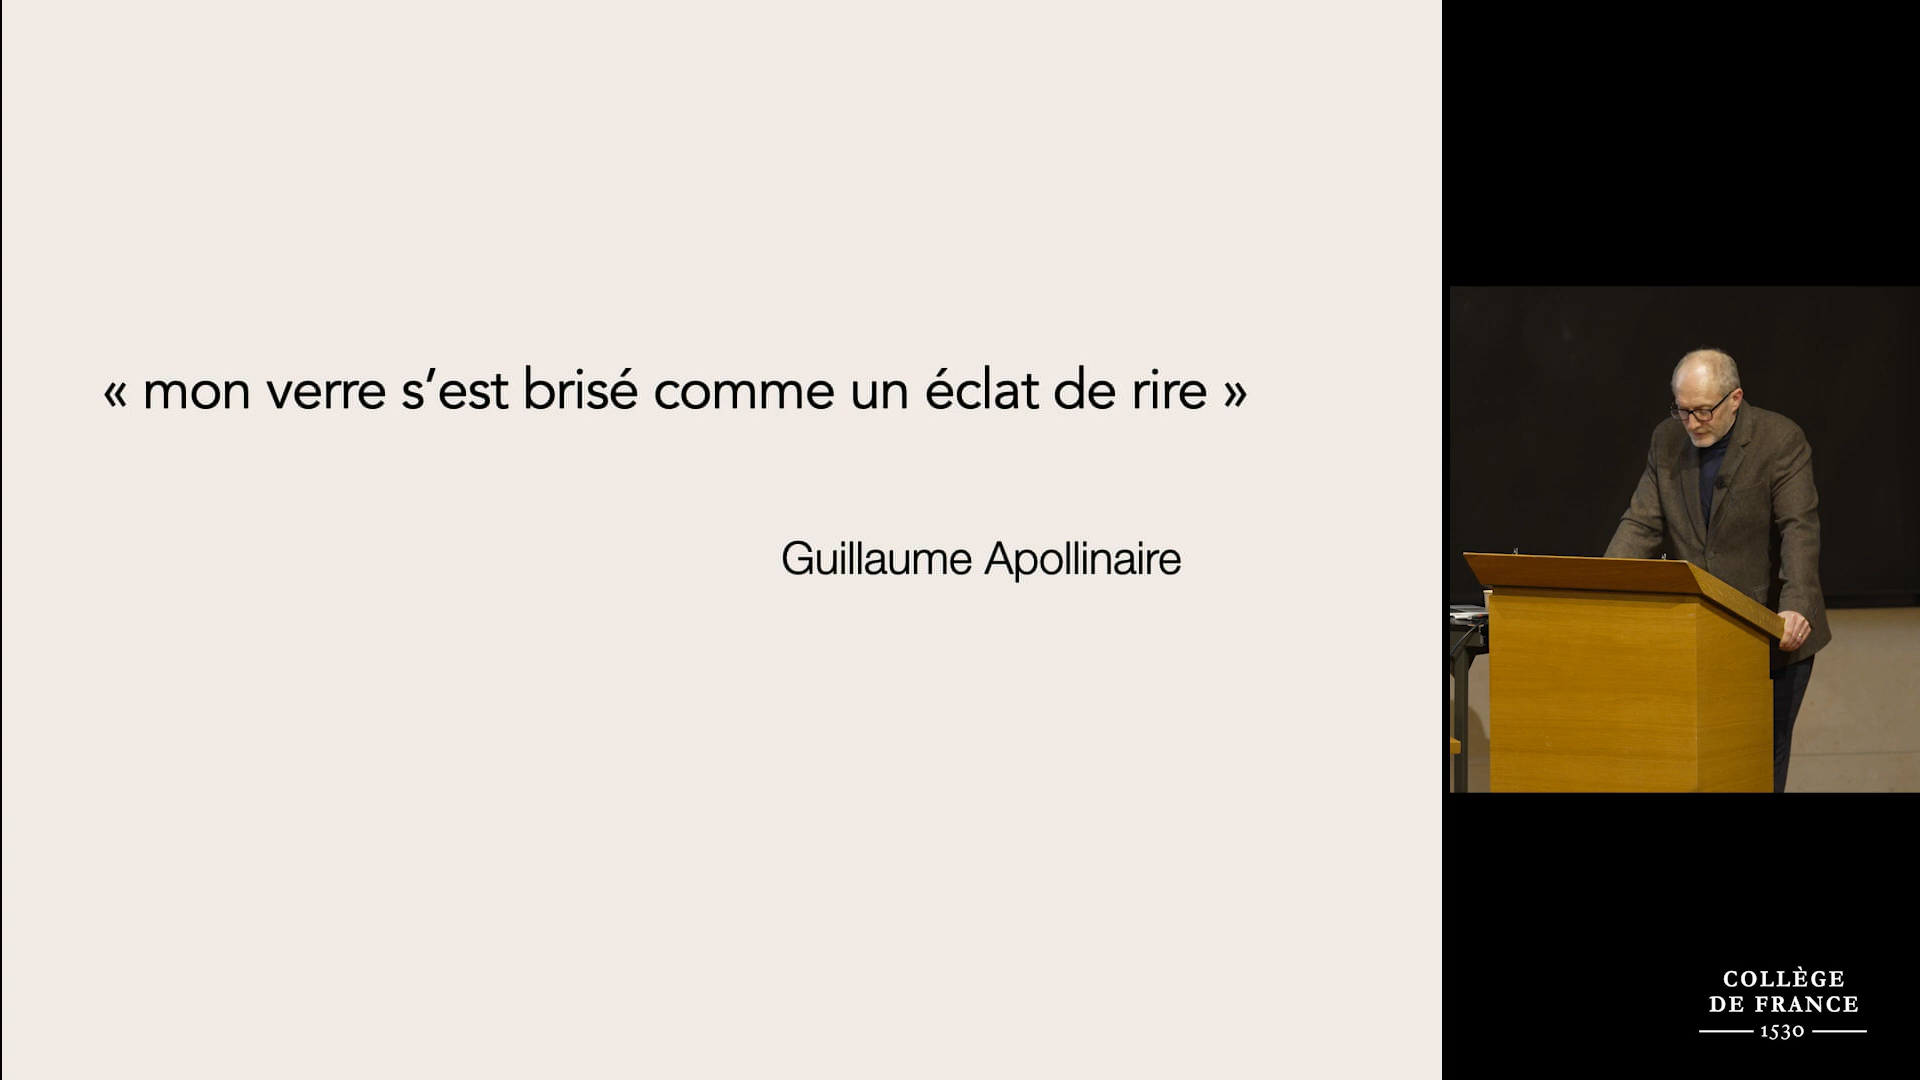 « mon verre s’est brisé comme un éclat de rire »
Guillaume Apollinaire
COLLÈGE
DE FRANCE
1530